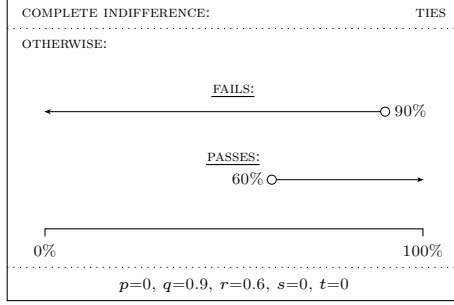 COMPLETE INDIFFERENCE: TIES
OTHERWISE:
FAILS:
90%
PASSES:
60%
0% 100%
p=0, q=0.9, r=0.6, s=0, t=0